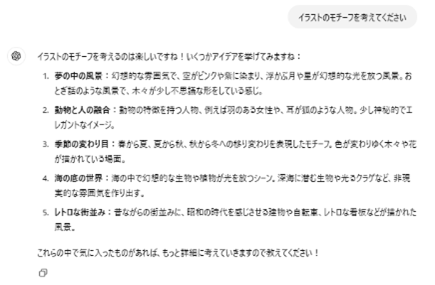 イラストのモチーフを考えてください
イラストのモチーフを考えるのは楽しいですね！いくつかアイデアを挙げてみますね：
1. 夢の中の風景：幻想的な雰囲気で、空がピンクや紫に染まり、浮かぶ月や星が幻想的な光を放つ風景。お
とぎ話のような風景で、木々が少し不思議な形をしている感じ。
2. 動物と人の融合：動物の特徴を持つ人物、例えば羽のある女性や、耳が狐のような人物。少し神秘的でエ
レガントなイメージ。
3. 季節の変わり目：春から夏、夏から秋、秋から冬への移り変わりを表現したモチーフ。色が変わりゆく木々や花
が描かれている場面。
4. 海の底の世界：海の中で幻想的な生物や植物が光を放つシーン。深海に潜む生物や光るクラゲなど、非現
実的な雰囲気を作り出す。
5. レトロな街並み：昔ながらの街並みに、昭和の時代を感じさせる建物や自転車、レトロな看板などが描かれた
風景。
これらの中で気に入ったものがあれば、もっと詳細に考えていきますので教えてください！